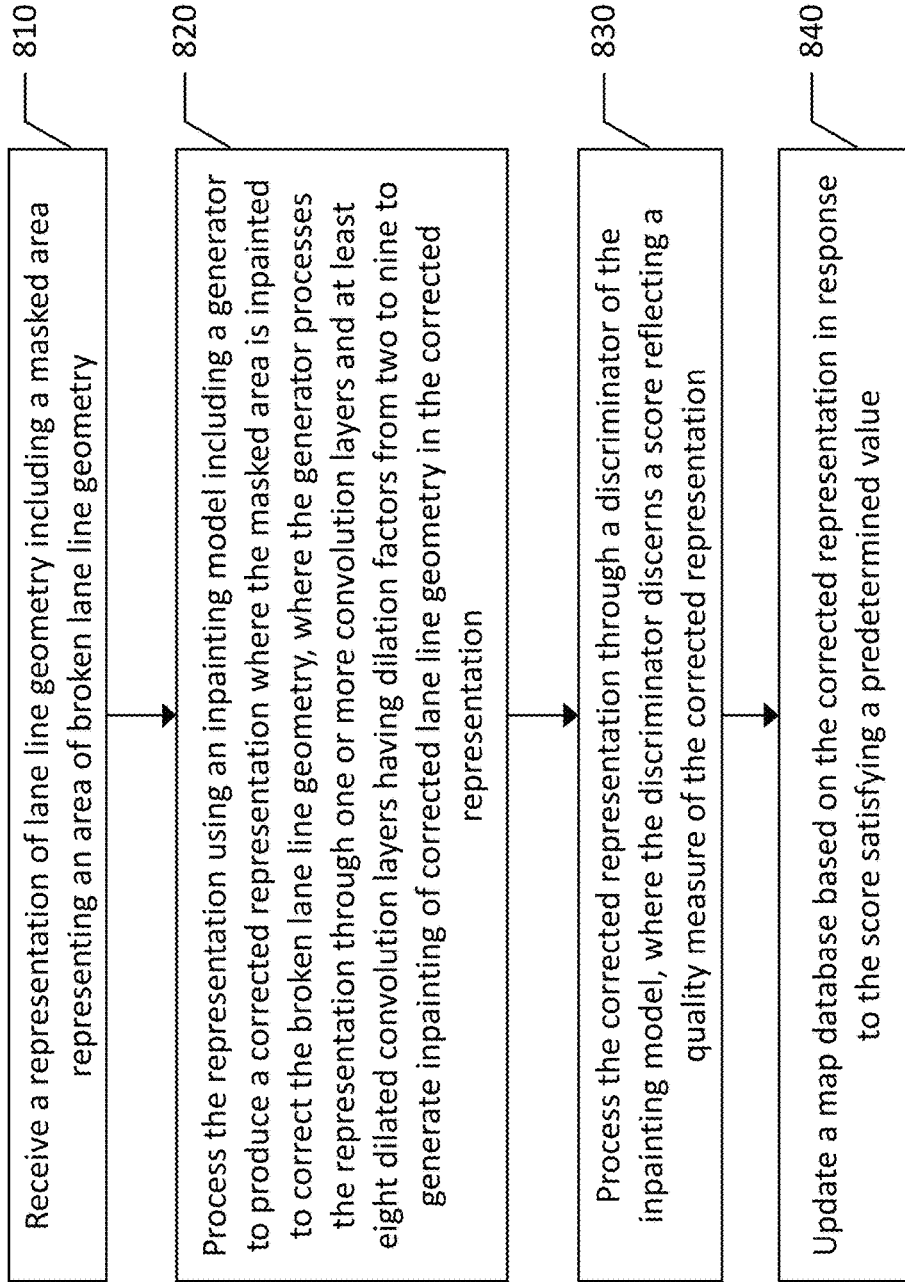 810
Receive a representation of lane line geometry including a masked area
representing an area of broken lane line geometry
820
Process the representation using an inpainting model including a generator
to produce a corrected representation where the masked area is inpainted
to correct the broken lane line geometry, where the generator processes
the representation through one or more convolution layers and at least
eight dilated convolution layers having dilation factors from two to nine to
generate inpainting of corrected lane line geometry in the corrected
representation
830
Process the corrected representation through a discriminator of the
inpainting model, where the discriminator discerns a score reflecting a
quality measure of the corrected representation
840
Update a map database based on the corrected representation in response
to the score satisfying a predetermined value